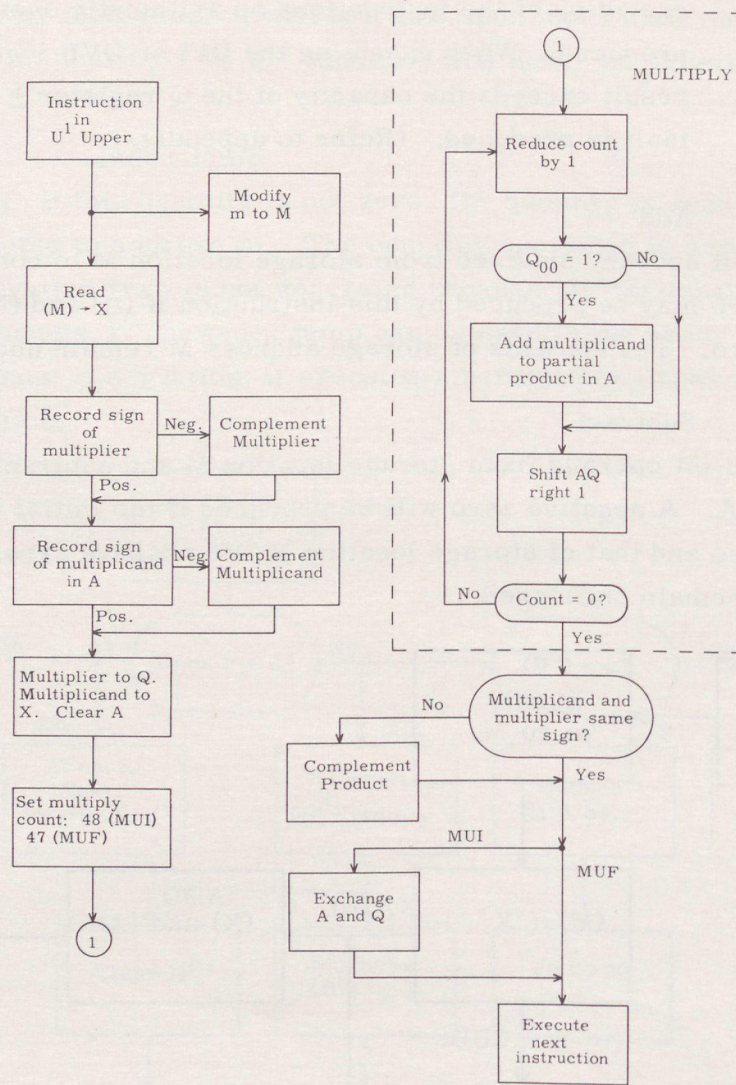 Instruction
in
U1 Upper
Modify
m to M
Read
(M) → X
Record sign
of
multiplier
Neg.
Complement
Multiplier
Pos.
Record sign
of multiplicand
in A
Neg.
Complement
Multiplicand
Pos.
Multiplier to Q.
Multiplicand to
X. Clear A
Set multiply
count: 48 (MUI)
47 (MUF)
1
1
MULTIPLY
Reduce count
by 1
Q00 = 1?
No
Yes
Add multiplicand
to partial
product in A
Shift AQ
right 1
No
Count = 0?
Yes
No
Multiplicand and
multiplier same
sign?
Complement
Product
Yes
MUI
MUF
Exchange
A and Q
Execute
next
instruction